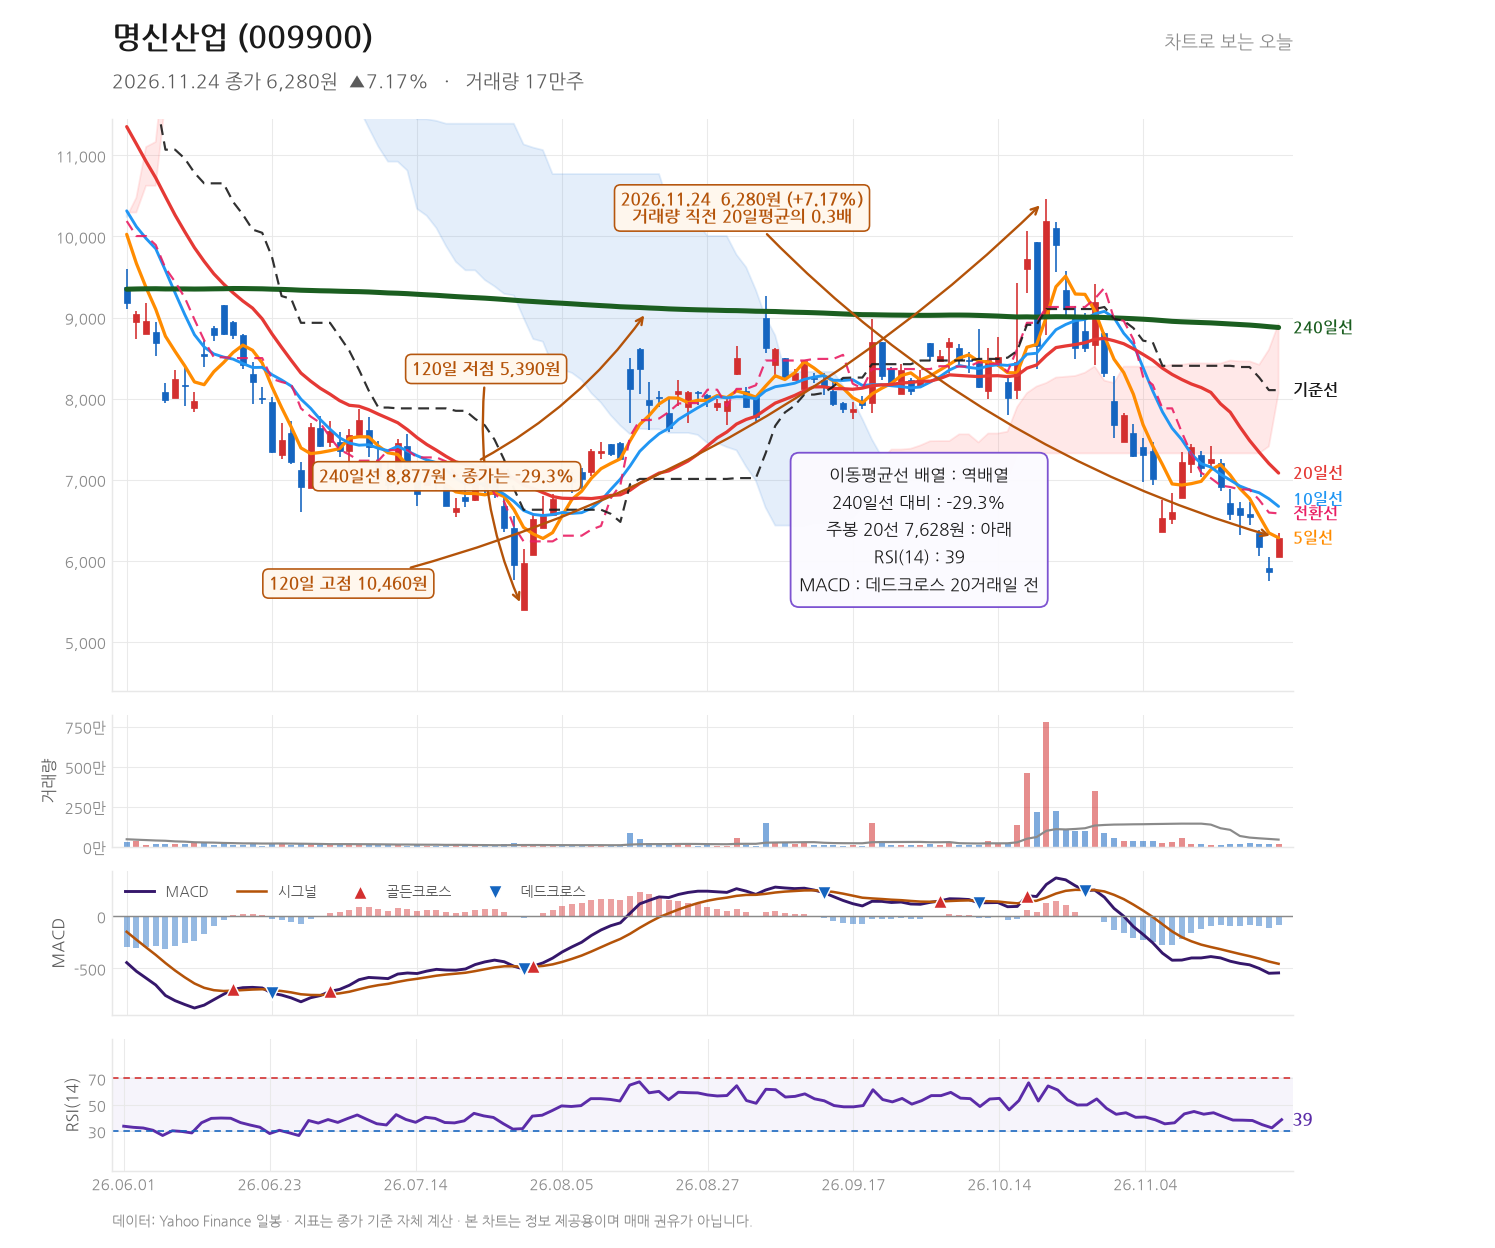 명신산업 (009900)
차트로 보는 오늘
2026.11.24 종가 6,280원 ▲7.17% · 거래량 17만주
11,000
10,000
9,000
8,000
7,000
6,000
5,000
2026.11.24 6,280원 (+7.17%)
거래량 직전 20일평균의 0.3배
120일 저점 5,390원
240일선 8,877원 · 종가는 -29.3%
120일 고점 10,460원
이동평균선 배열 : 역배열
240일선 대비 : -29.3%
주봉 20선 7,628원 : 아래
RSI(14) : 39
MACD : 데드크로스 20거래일 전
240일선
기준선
20일선
10일선
전환선
5일선
거래량
750만
500만
250만
0만
MACD
MACD
시그널
골든크로스
데드크로스
0
-500
RSI(14)
70
50
30
39
26.06.01
26.06.23
26.07.14
26.08.05
26.08.27
26.09.17
26.10.14
26.11.04
데이터: Yahoo Finance 일봉 · 지표는 종가 기준 자체 계산 · 본 차트는 정보 제공용이며 매매 권유가 아닙니다.